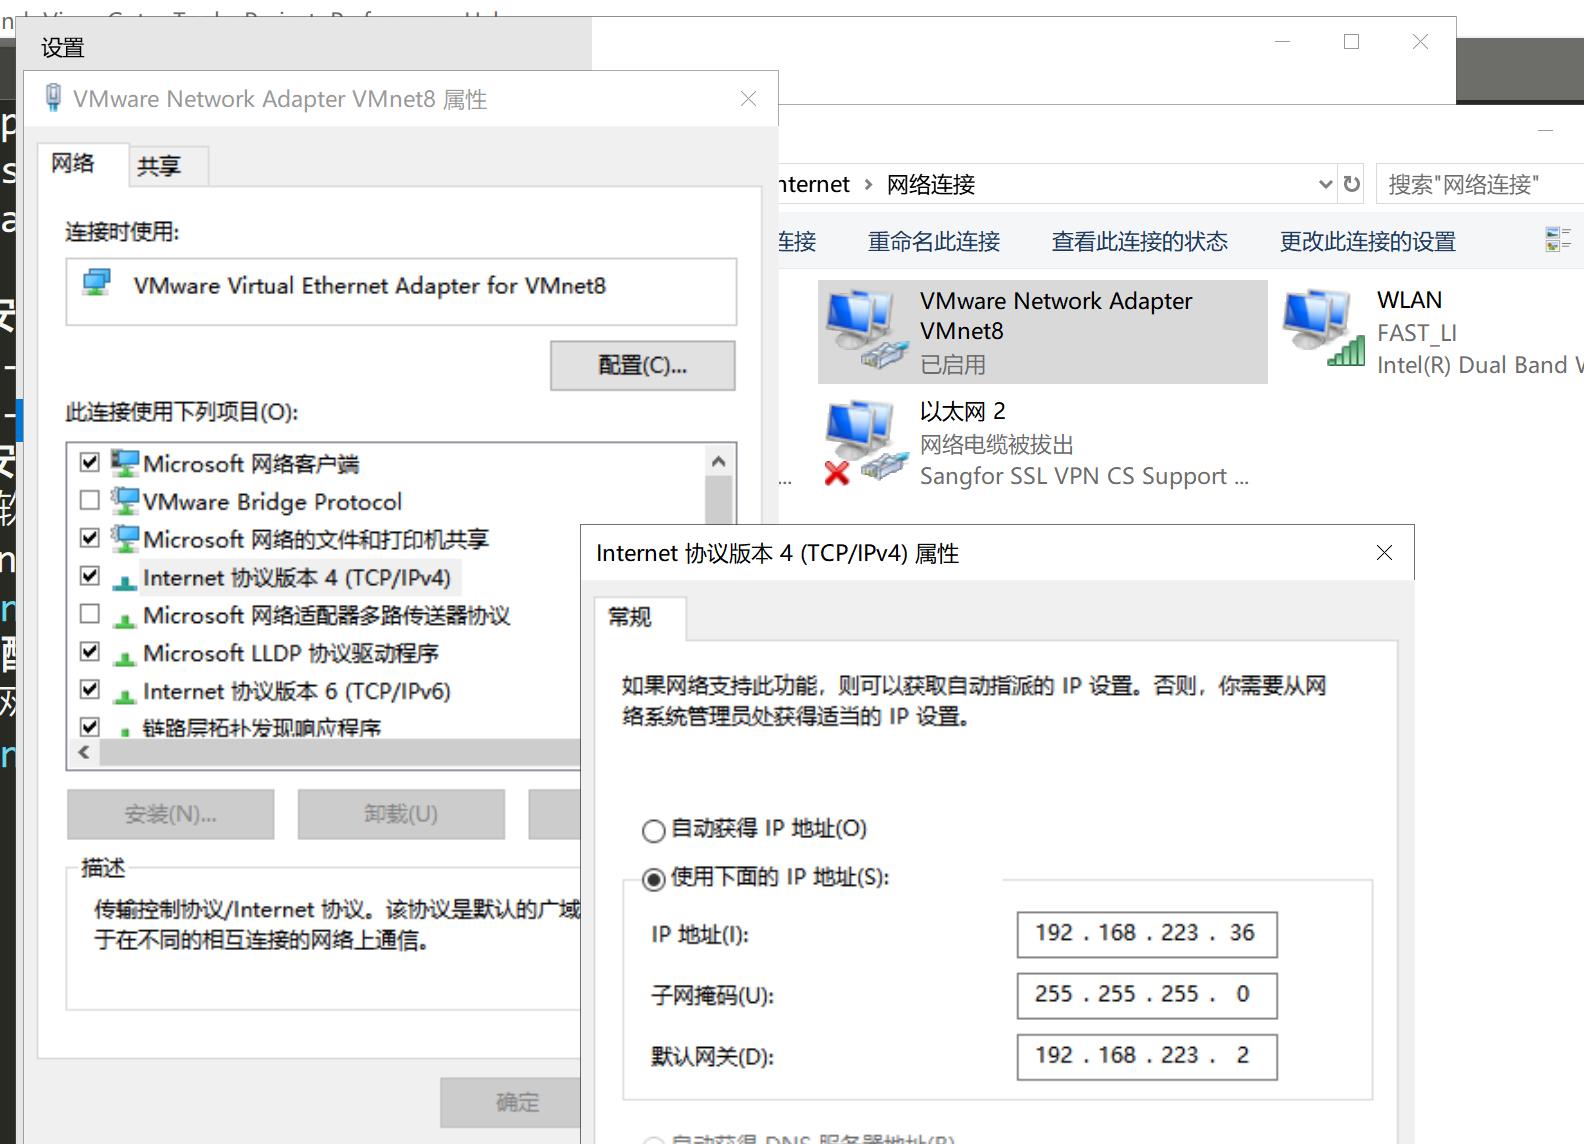 设置
VMware Network Adapter VMnet8 属性
网络
共享
连接时使用:
VMware Virtual Ethernet Adapter for VMnet8
配置(C)...
此连接使用下列项目(O):
Microsoft 网络客户端
VMware Bridge Protocol
Microsoft 网络的文件和打印机共享
Internet 协议版本 4 (TCP/IPv4)
Microsoft 网络适配器多路传送器协议
Microsoft LLDP 协议驱动程序
Internet 协议版本 6 (TCP/IPv6)
链路层拓扑发现响应程序
安装(N)...
卸载(U)
描述
传输控制协议/Internet 协议。该协议是默认的广域
于在不同的相互连接的网络上通信。
确定
nternet › 网络连接
搜索"网络连接"
连接
重命名此连接
查看此连接的状态
更改此连接的设置
VMware Network Adapter
VMnet8
已启用
WLAN
FAST_LI
Intel(R) Dual Band W
...
以太网 2
网络电缆被拔出
Sangfor SSL VPN CS Support ...
Internet 协议版本 4 (TCP/IPv4) 属性
常规
如果网络支持此功能，则可以获取自动指派的 IP 设置。否则，你需要从网
络系统管理员处获得适当的 IP 设置。
自动获得 IP 地址(O)
使用下面的 IP 地址(S):
IP 地址(I):
192 . 168 . 223 . 36
子网掩码(U):
255 . 255 . 255 . 0
默认网关(D):
192 . 168 . 223 . 2
自动获得 DNS 服务器地址(B)